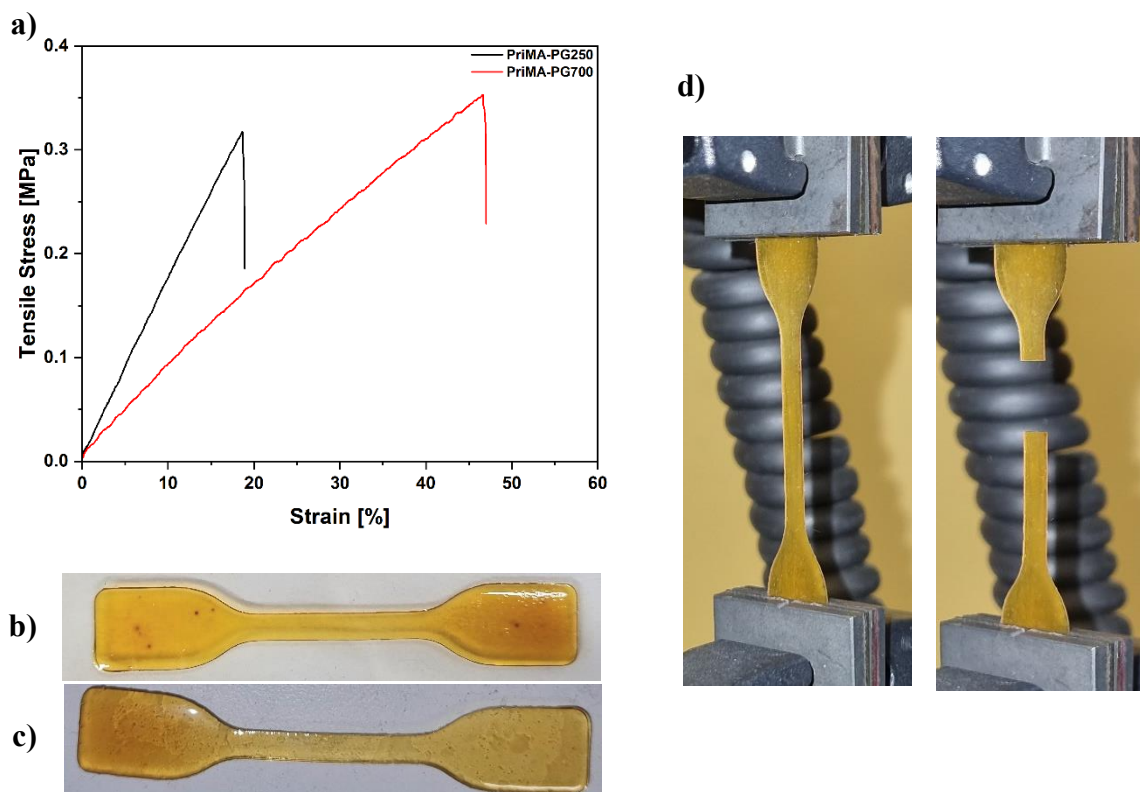 a)
0.4
0.3
0.2
0.1
0.0
Tensile Stress [MPa]
PriMA-PG250
PriMA-PG700
0 10 20 30 40 50 60
Strain [%]
b)
c)
d)